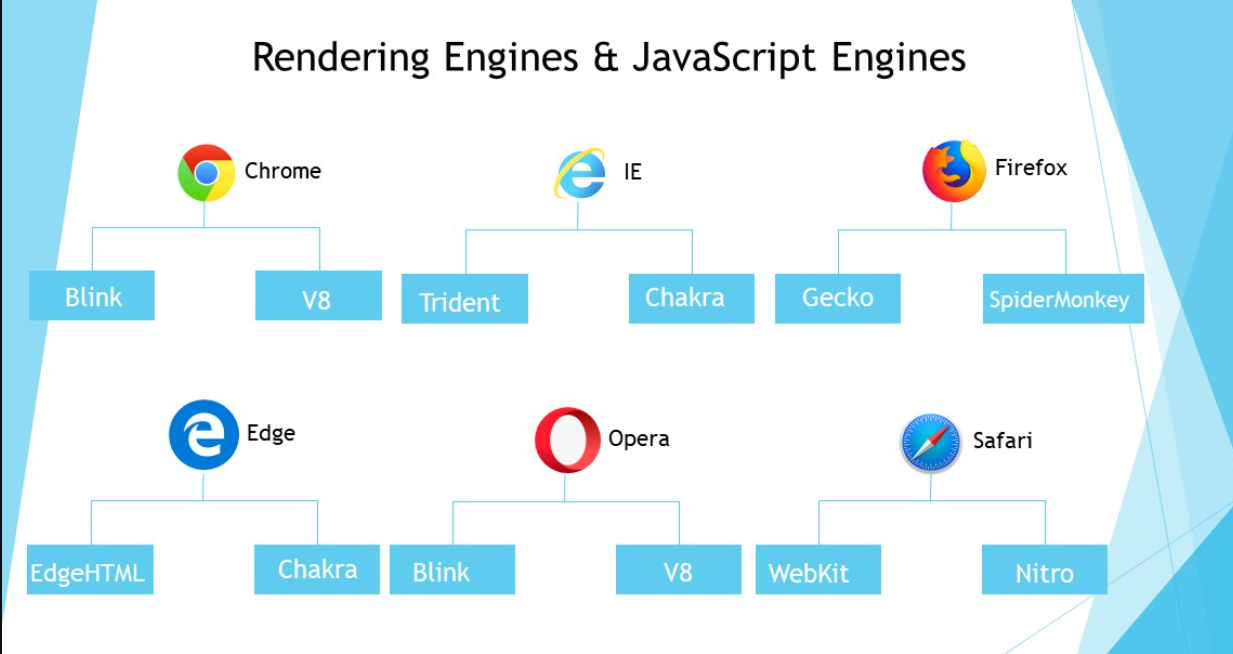 Rendering Engines & JavaScript Engines
Chrome
IE
Firefox
Blink
V8
Trident
Chakra
Gecko
SpiderMonkey
Edge
Opera
Safari
EdgeHTML
Chakra
Blink
V8
WebKit
Nitro